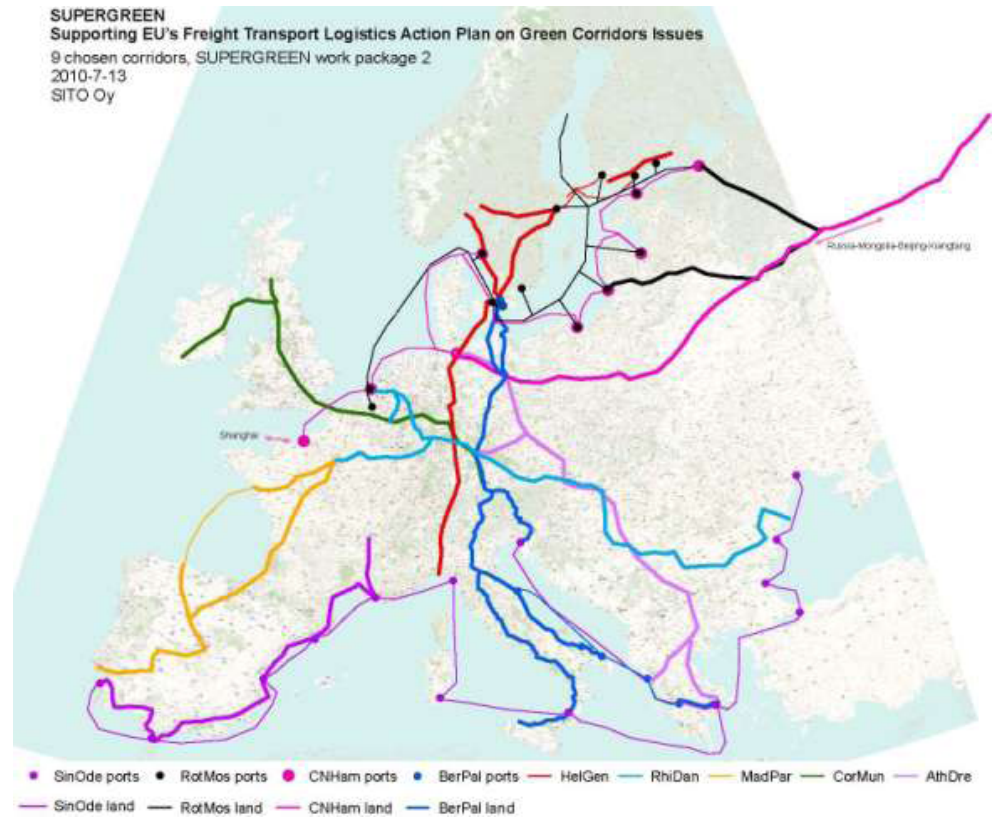 SUPERGREEN
Supporting EU's Freight Transport Logistics Action Plan on Green Corridors Issues
9 chosen corridors, SUPERGREEN work package 2
2010-7-13
SITO Oy
Russia-Mongolia-Beijing-Xiangtang
Shanghai
SinOde ports RotMos ports CNHam ports BerPal ports HelGen RhiDan MadPar CorMun AthDre
SinOde land RotMos land CNHam land BerPal land